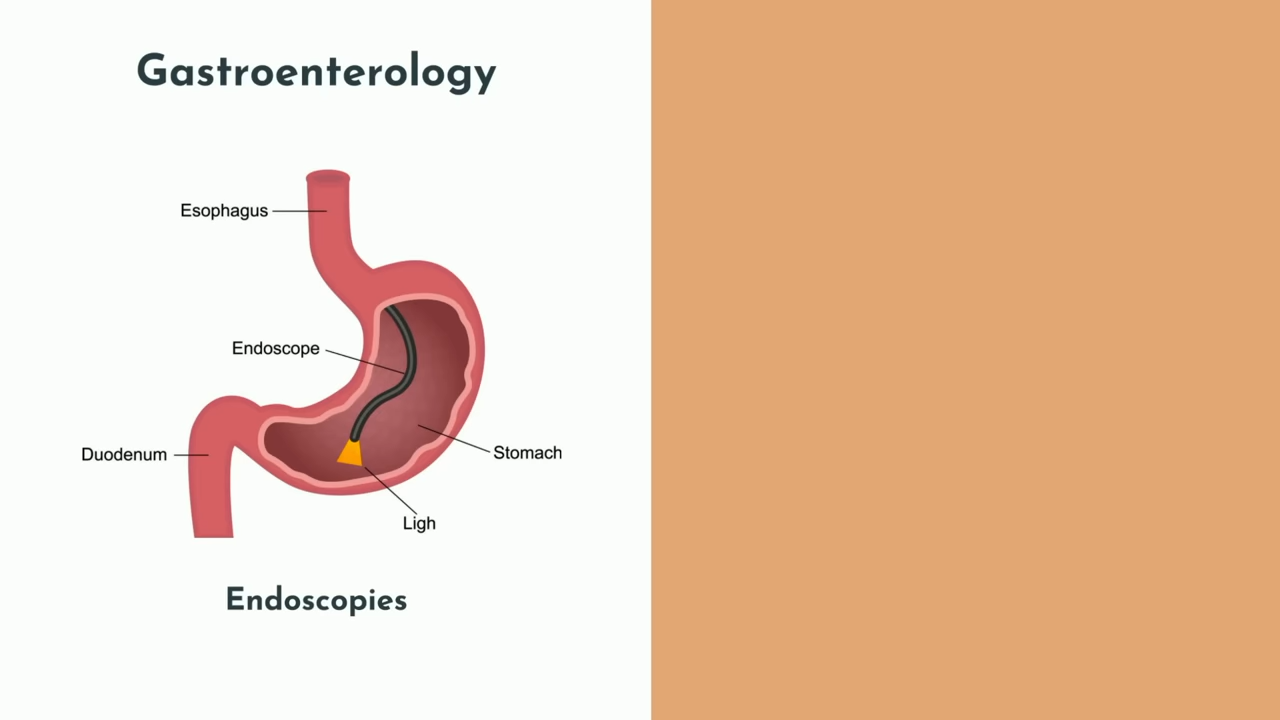 Gastroenterology
Esophagus
Endoscope
Duodenum
Stomach
Ligh
Endoscopies